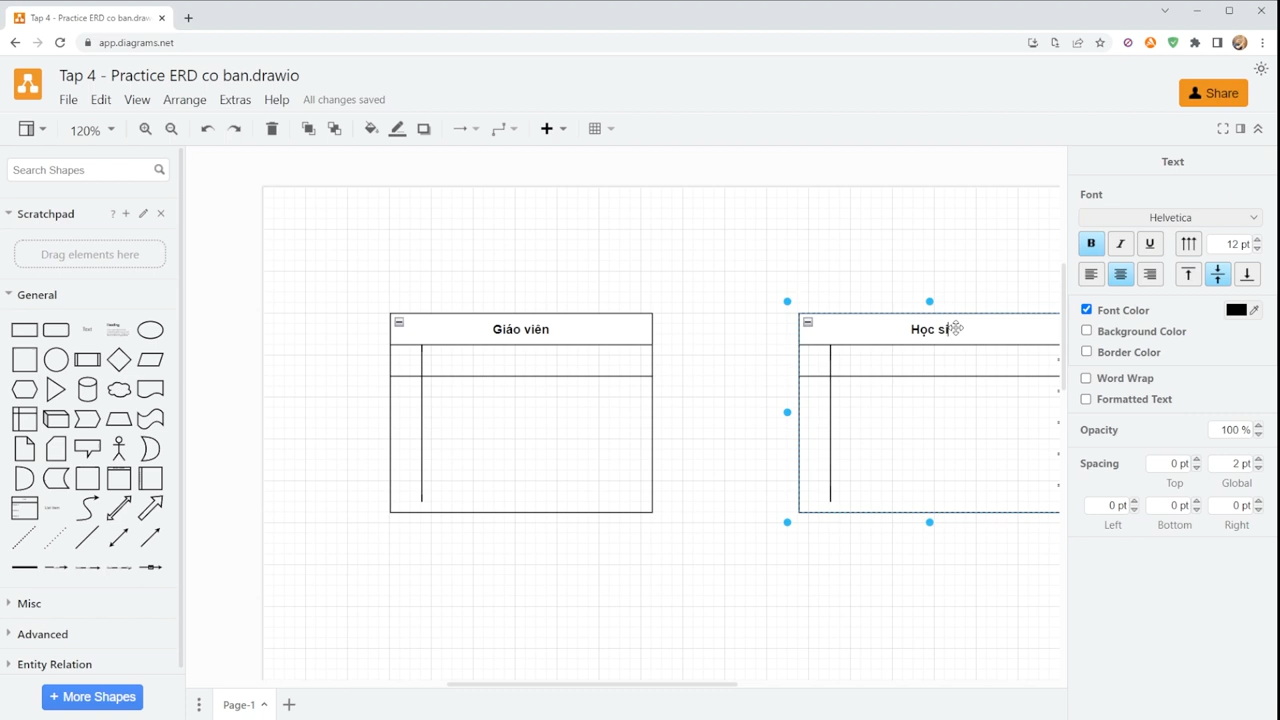 Tap 4 - Practice ERD co ban.draw
app.diagrams.net
Tap 4 - Practice ERD co ban.drawio
File Edit View Arrange Extras Help All changes saved
Share
120%
Search Shapes
Scratchpad
Drag elements here
General
Text
Heading
Misc
Advanced
Entity Relation
+ More Shapes
Giáo viên
Học si
Page-1
Text
Font
Helvetica
B I U 12 pt
Font Color
Background Color
Border Color
Word Wrap
Formatted Text
Opacity 100 %
Spacing 0 pt 2 pt
Top Global
0 pt 0 pt 0 pt
Left Bottom Right